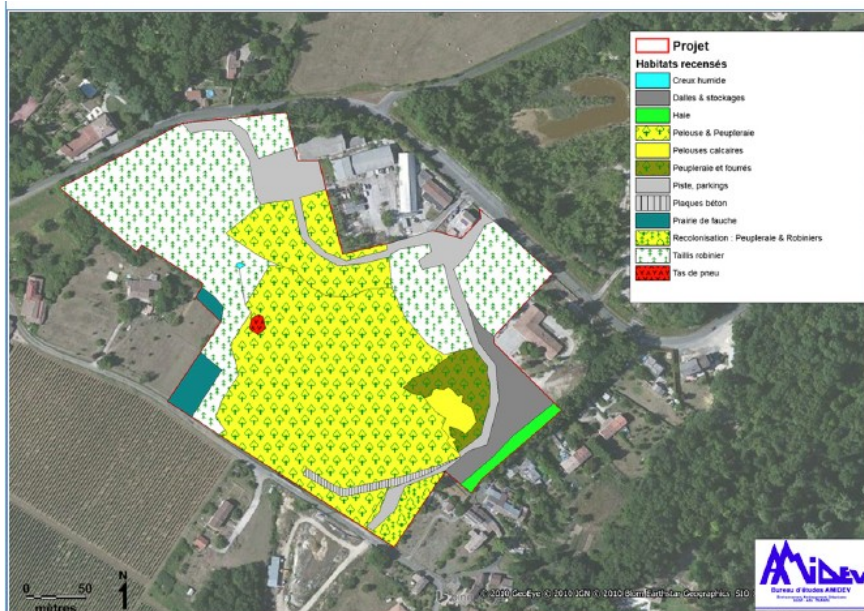 Projet
Habitats recensés
Creux humide
Dalles & stockages
Haie
Pelouse & Peupleraie
Pelouses calcaires
Peupleraie et fourrés
Piste, parkings
Plaques béton
Prairie de fauche
Recolonisation : Peupleraie & Robiniers
Taillis robinier
Tas de pneu
0 50
mètres
N
© 2010 GeoEye © 2010 IGN © 2010 Blom Earthstar Geographics SIO
AMIDEV
Bureau d'études AMIDEV